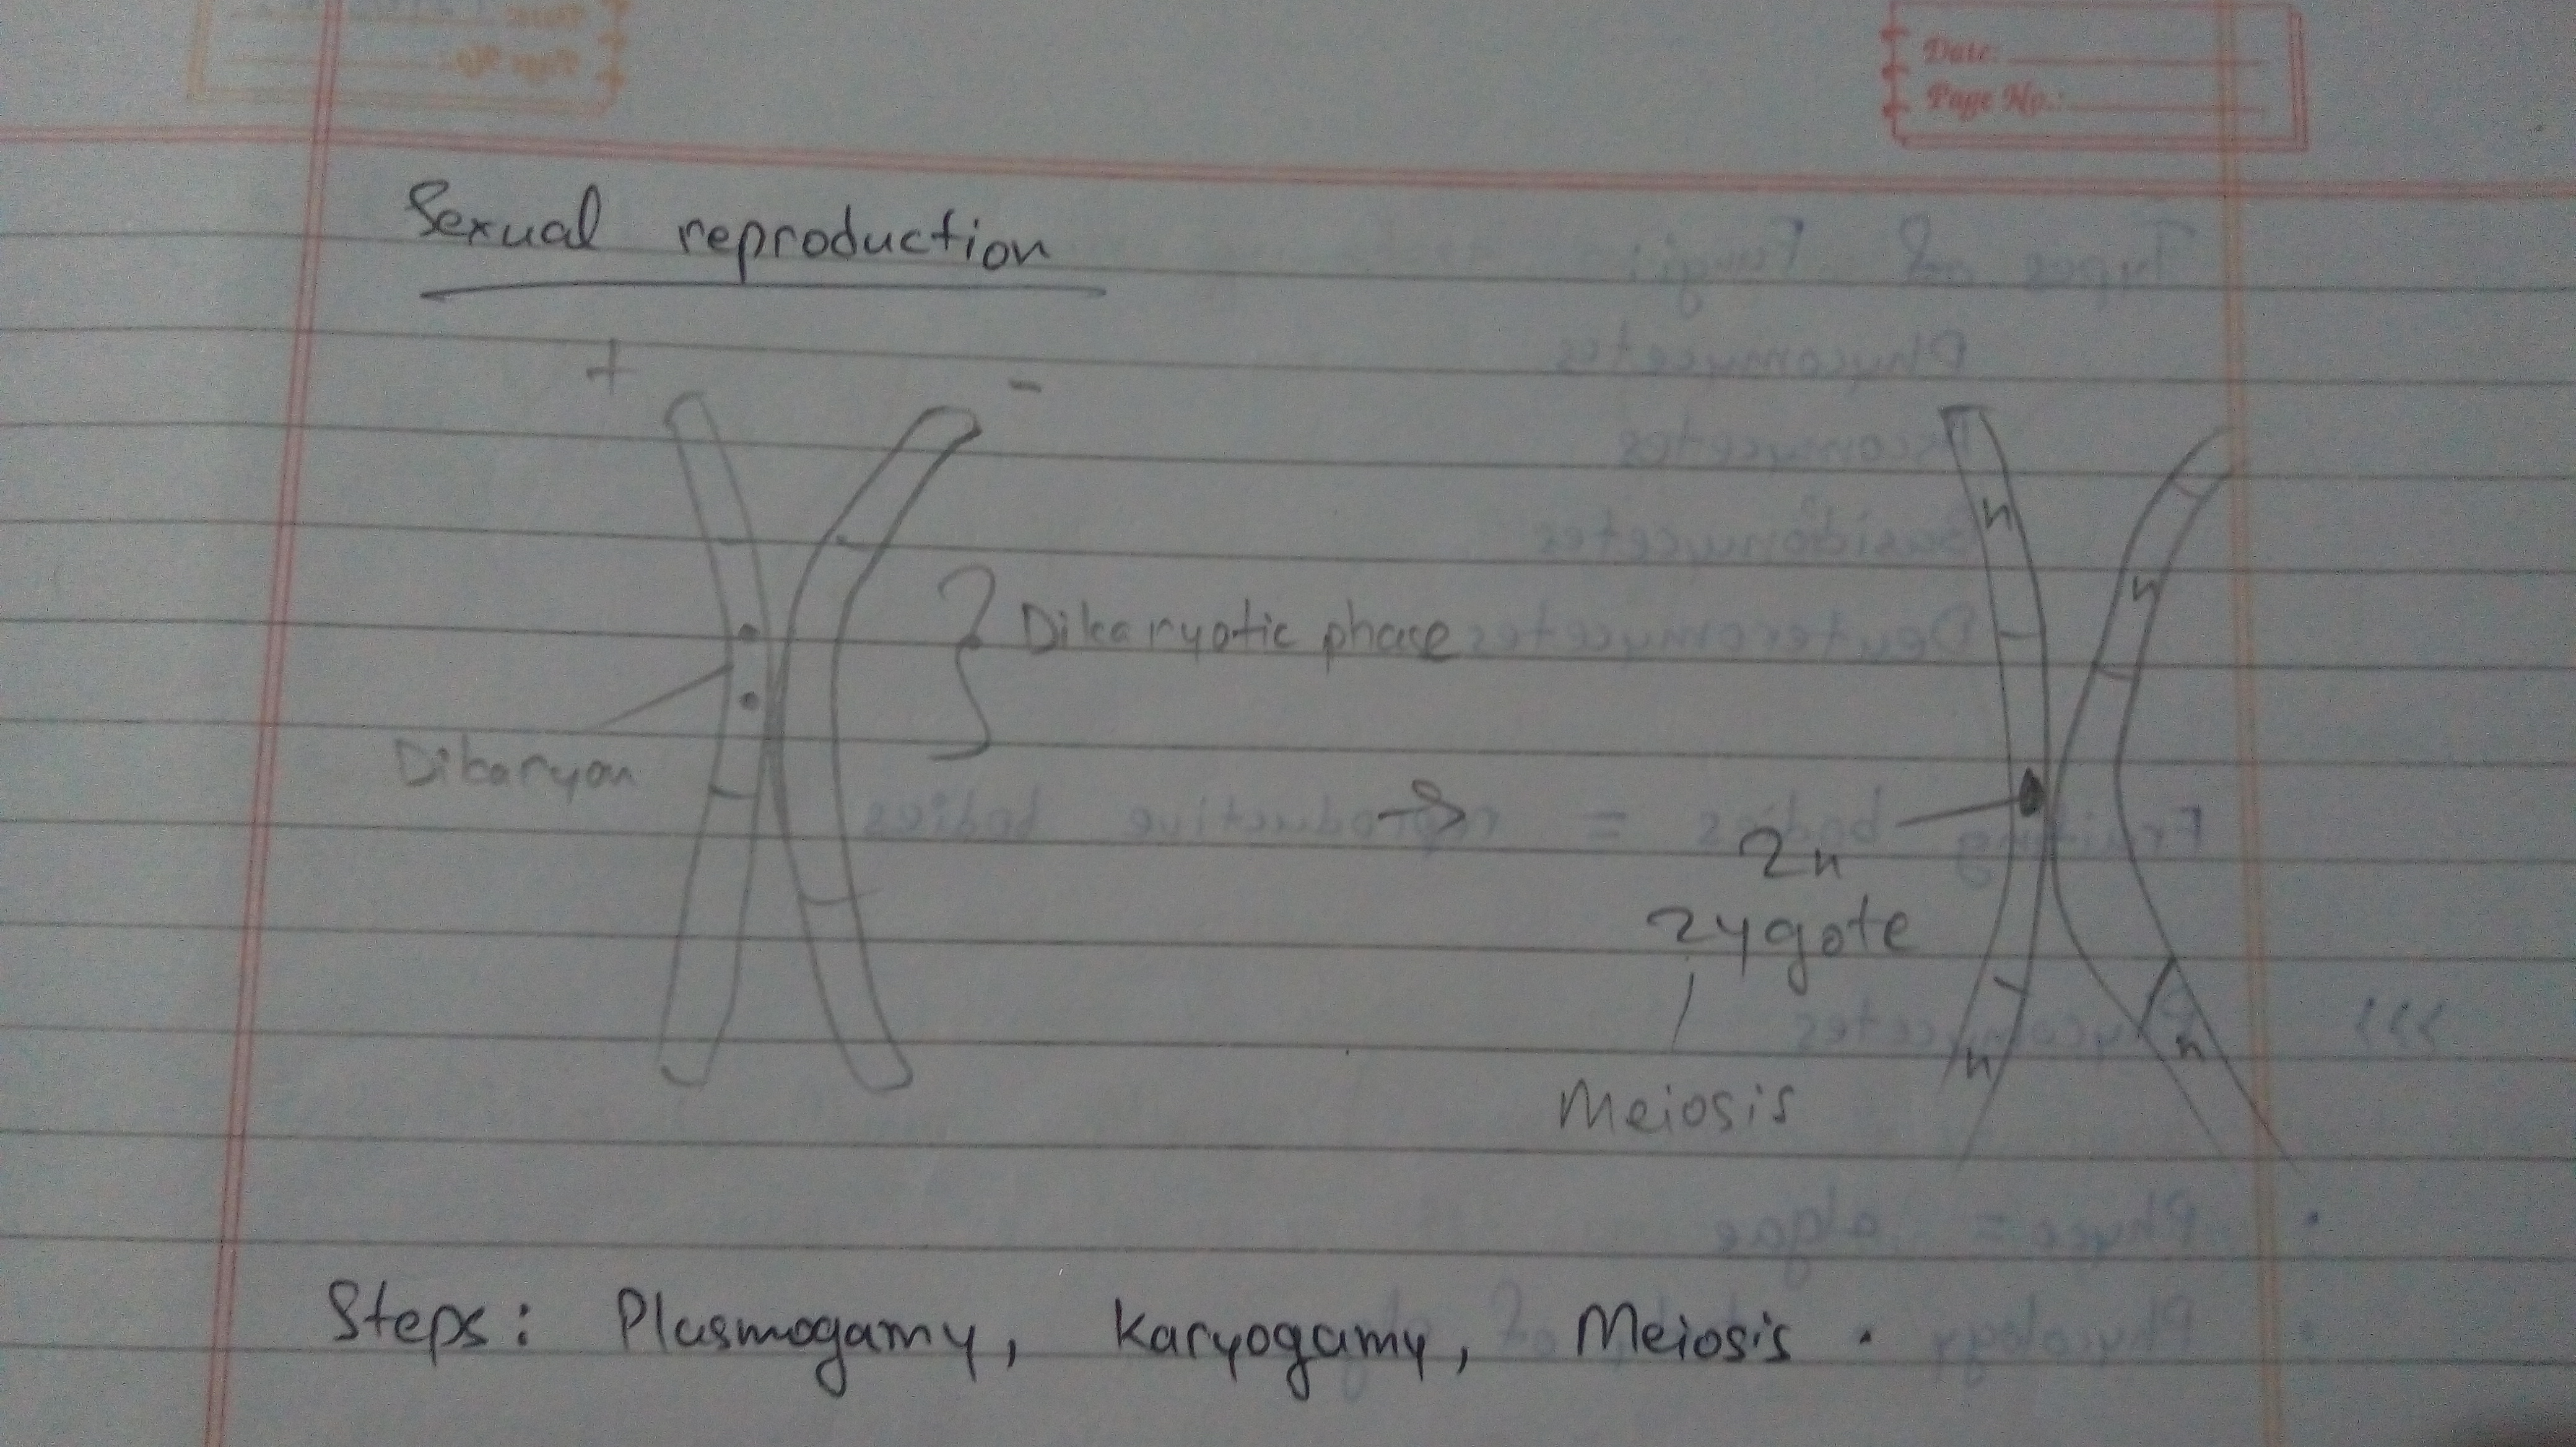 Date:
Page No.:
Sexual reproduction
+ -
n
n
Dikaryotic phase
Dikaryon
2n
zygote
n
n
Meiosis
Steps: Plasmogamy, Karyogamy, Meiosis.